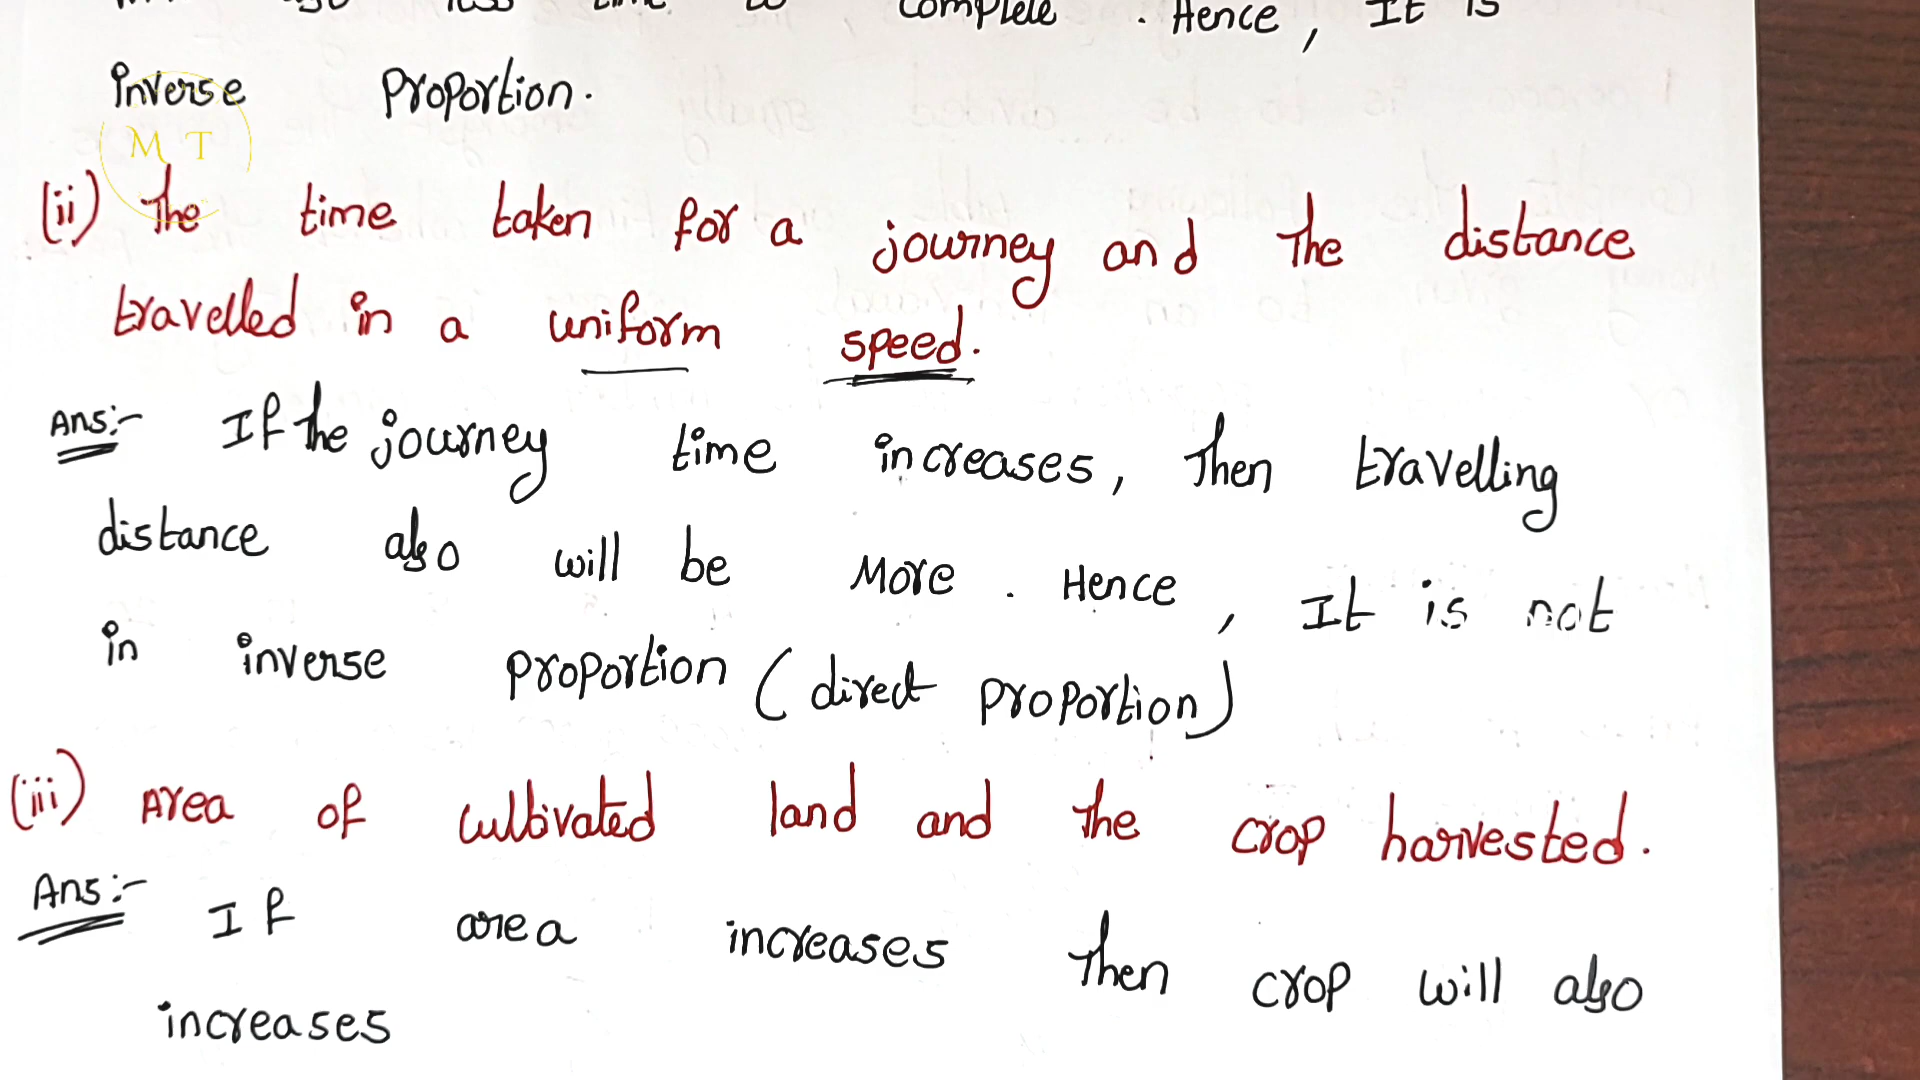 less time to complete . Hence, It is
inverse proportion.
M T
(ii) The time taken for a journey and the distance
travelled in a uniform speed.
Ans:- If the journey time increases, then travelling
distance also will be more . Hence , It is not
in inverse proportion (direct proportion)
(iii) Area of cultivated land and the crop harvested.
Ans:- If area increases then crop will also
increases